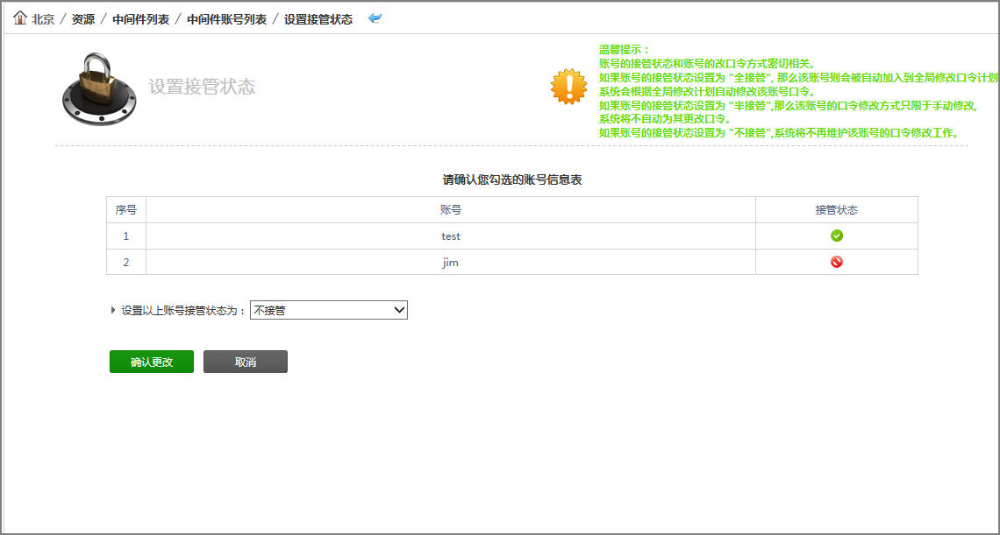 北京 / 资源 / 中间件列表 / 中间件账号列表 / 设置接管状态
设置接管状态
温馨提示：
账号的接管状态和账号的改口令方式密切相关。
如果账号的接管状态设置为 "全接管", 那么该账号则会被自动加入到全局修改口令计划
系统会根据全局修改计划自动修改该账号口令。
如果账号的接管状态设置为 "半接管",那么该账号的口令修改方式只限于手动修改,
系统将不自动为其更改口令。
如果账号的接管状态设置为 "不接管",系统将不再维护该账号的口令修改工作。
请确认您勾选的账号信息表
序号 账号 接管状态
1 test
2 jim
设置以上账号接管状态为： 不接管
确认更改 取消